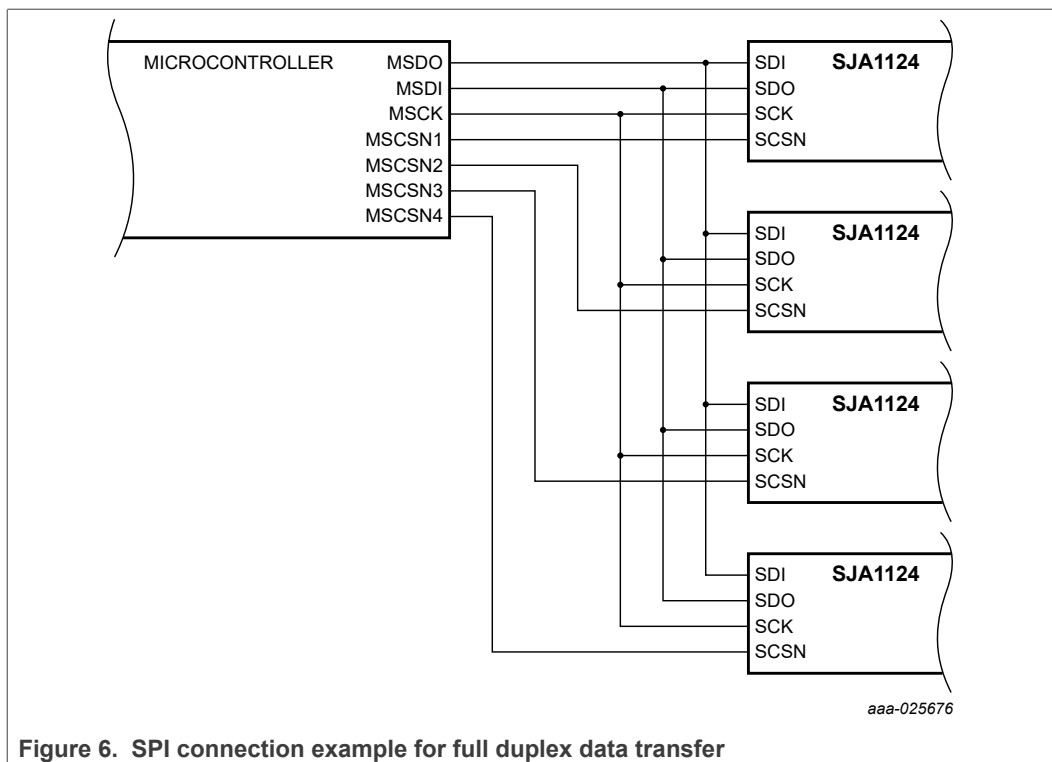 MICROCONTROLLER
MSDO
MSDI
MSCK
MSCSN1
MSCSN2
MSCSN3
MSCSN4
SDI SJA1124
SDO
SCK
SCSN
SDI SJA1124
SDO
SCK
SCSN
SDI SJA1124
SDO
SCK
SCSN
SDI SJA1124
SDO
SCK
SCSN
aaa-025676
Figure 6. SPI connection example for full duplex data transfer